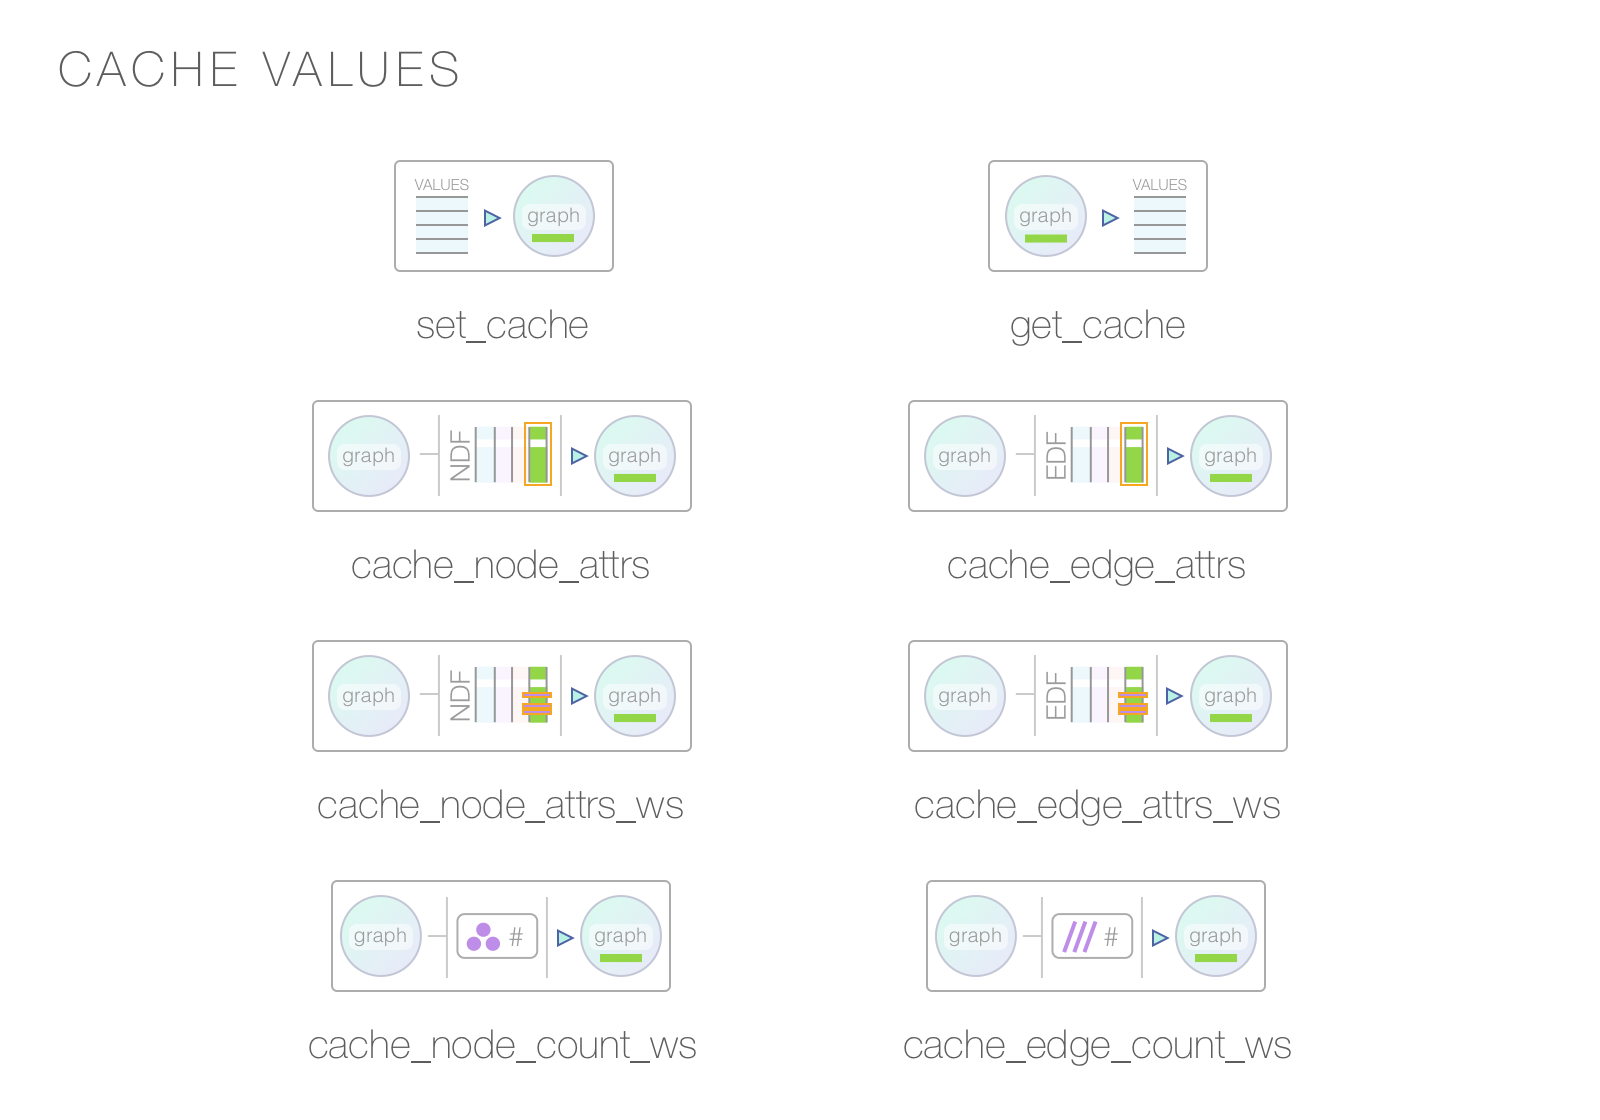 CACHE VALUES
VALUES
graph
graph
VALUES
set_cache
get_cache
graph
NDF
graph
graph
EDF
graph
cache_node_attrs
cache_edge_attrs
graph
NDF
graph
graph
EDF
graph
cache_node_attrs_ws
cache_edge_attrs_ws
graph
#
graph
graph
#
graph
cache_node_count_ws
cache_edge_count_ws